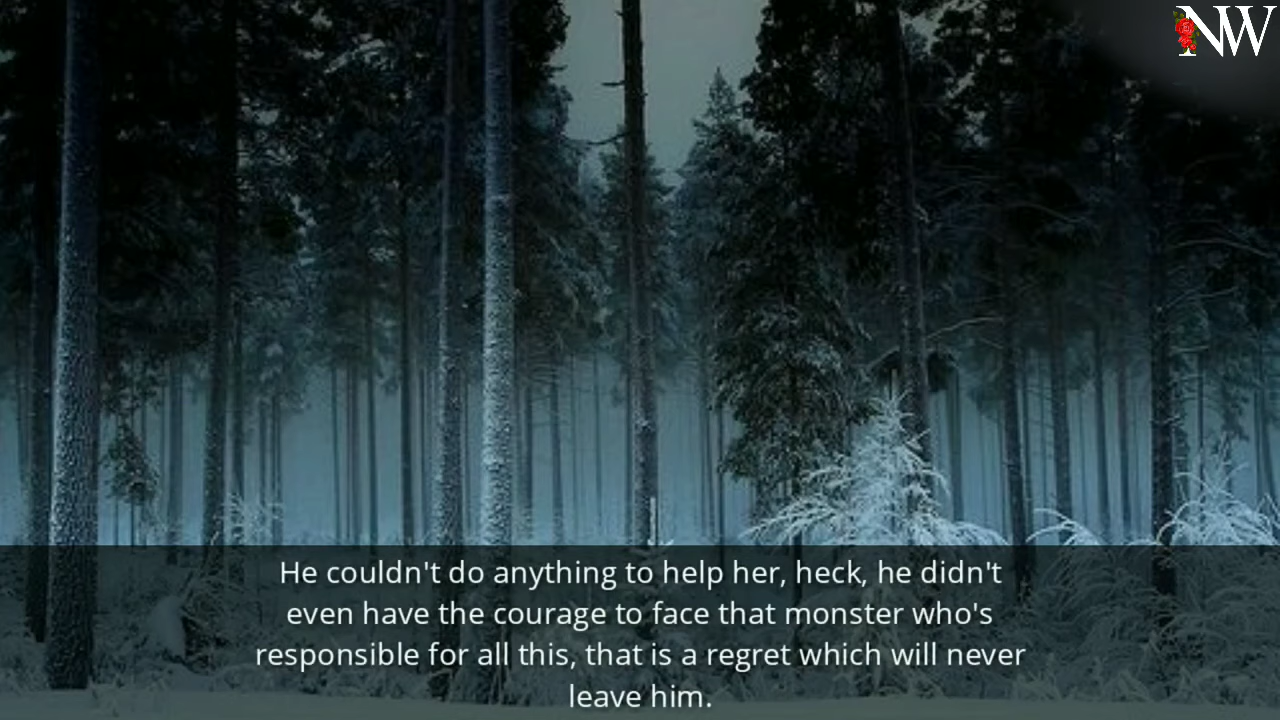 NW
He couldn't do anything to help her, heck, he didn't
even have the courage to face that monster who's
responsible for all this, that is a regret which will never
leave him.